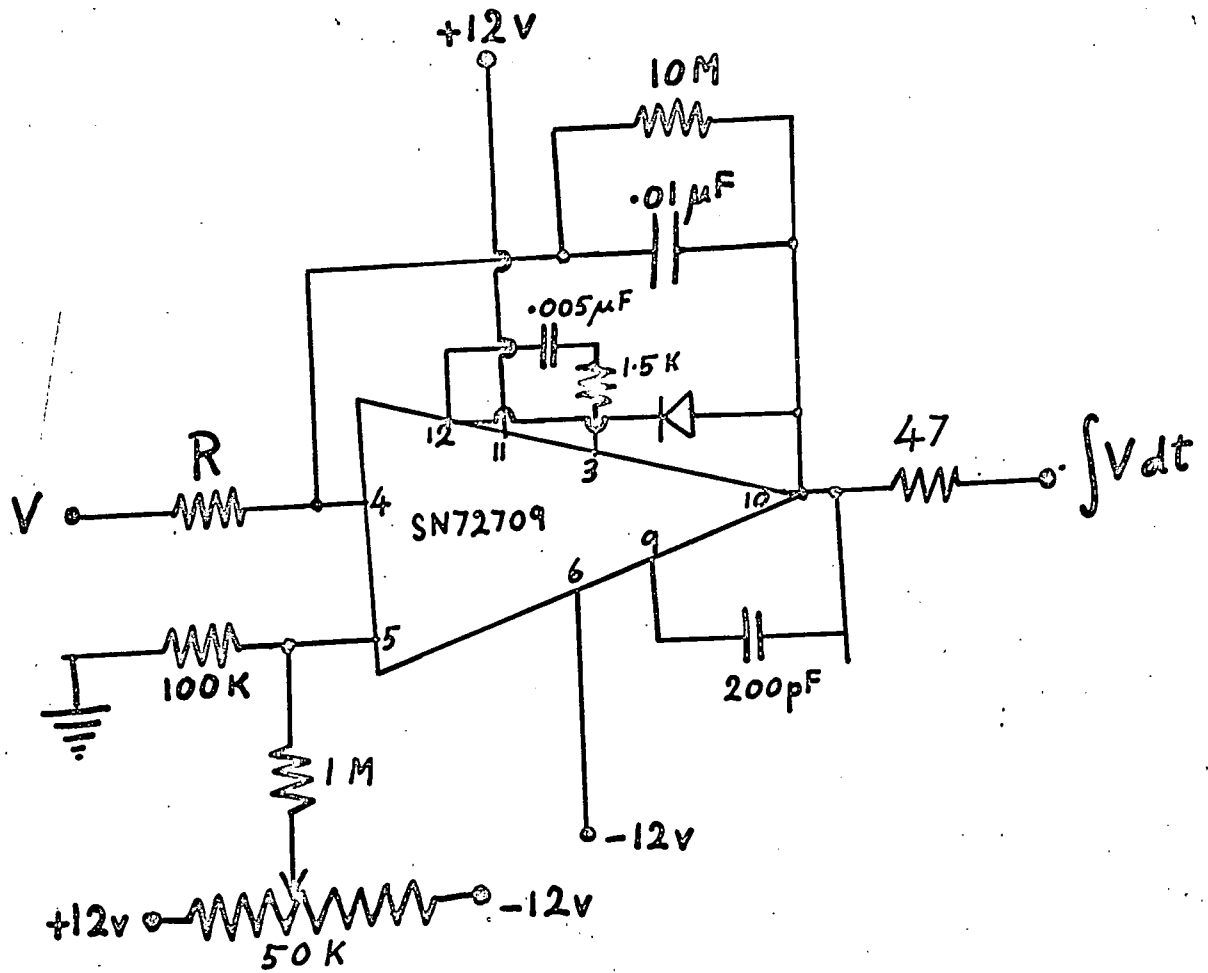 +12v
10M
.01µF
.005µF
1.5K
12
11
3
R
47
∫Vdt
V
4
SN72709
10
9
6
5
100K
200pF
1M
-12v
+12v
-12v
50K